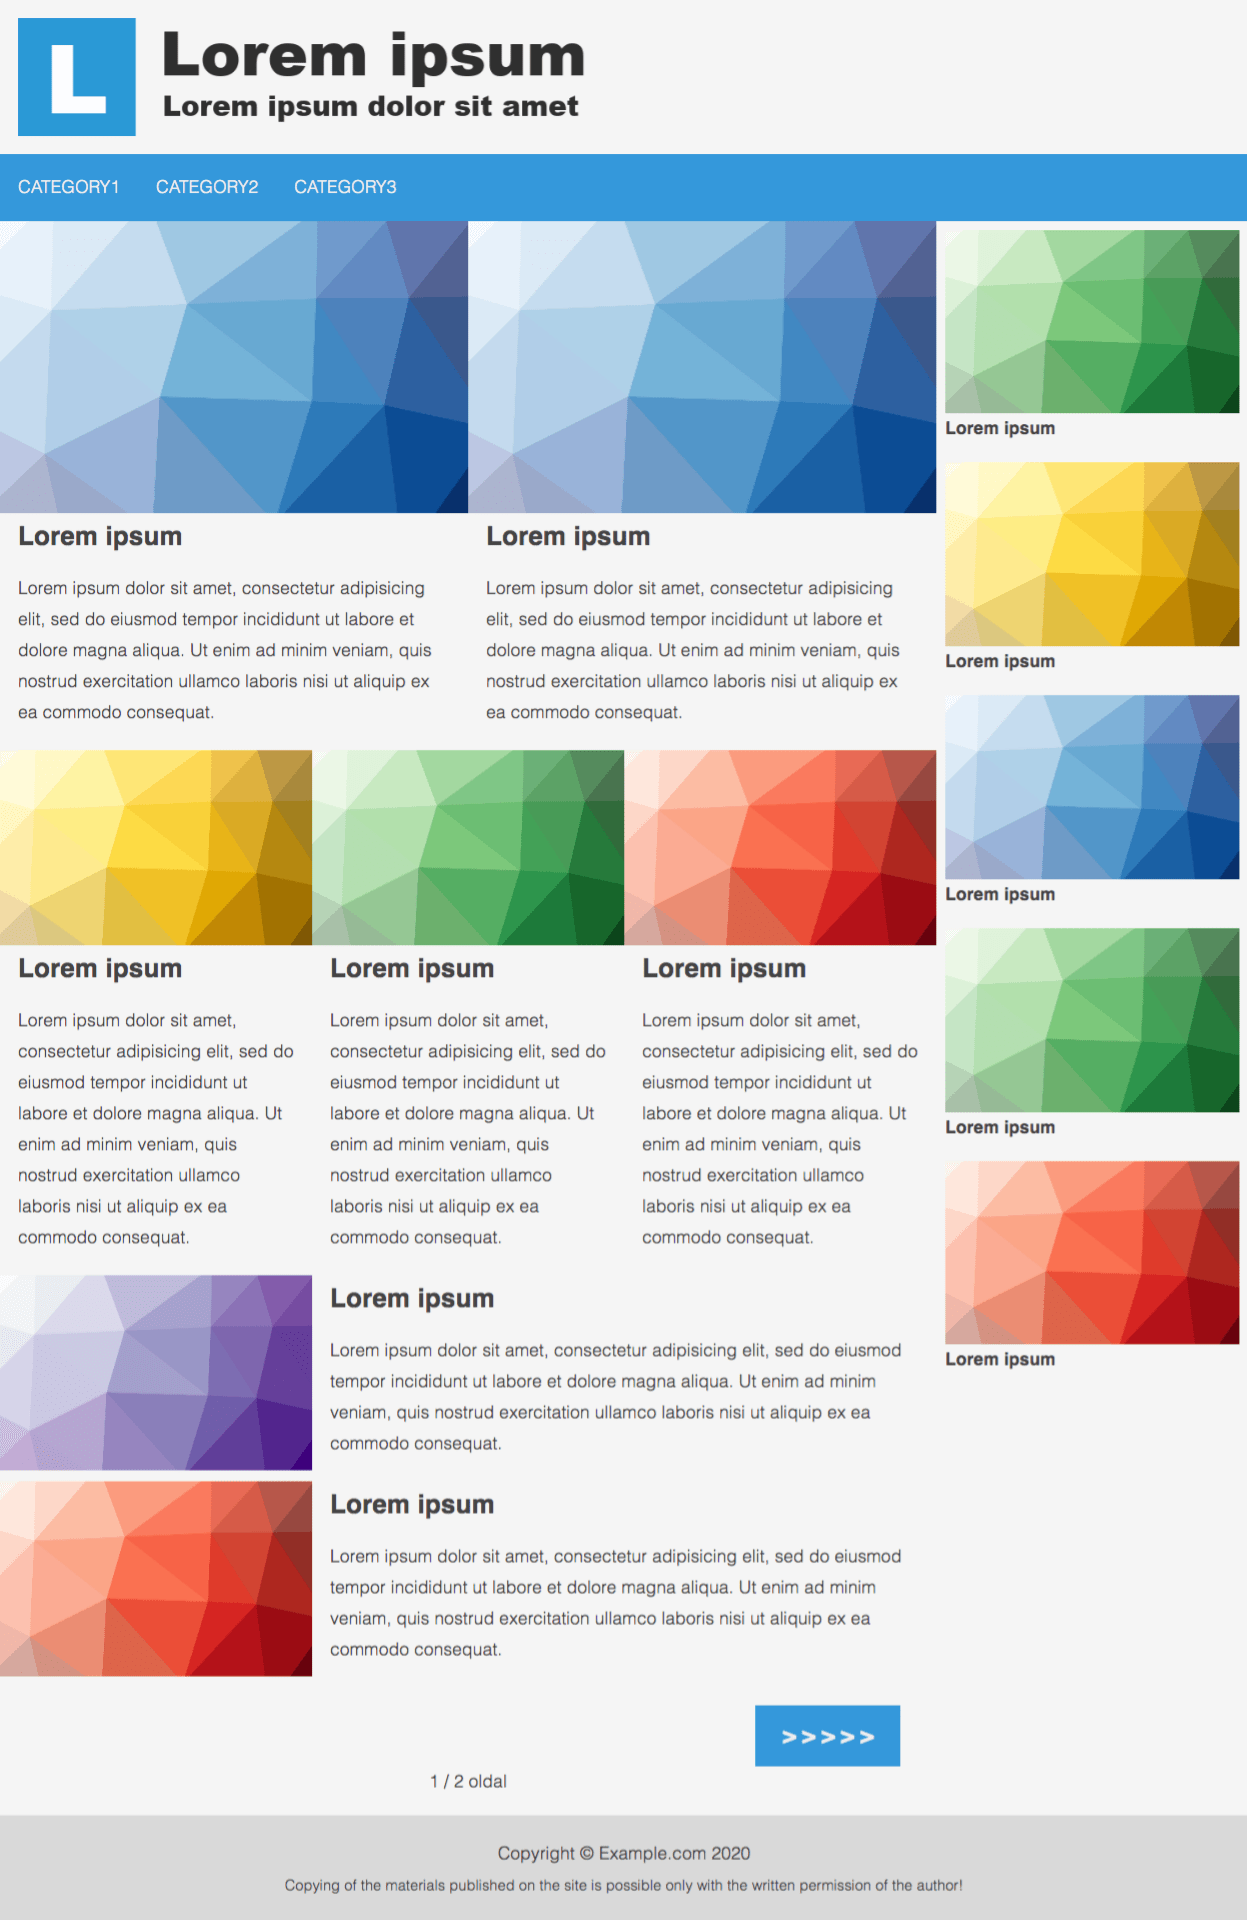 L
Lorem ipsum
Lorem ipsum dolor sit amet
CATEGORY1 CATEGORY2 CATEGORY3
Lorem ipsum
Lorem ipsum dolor sit amet, consectetur adipisicing
elit, sed do eiusmod tempor incididunt ut labore et
dolore magna aliqua. Ut enim ad minim veniam, quis
nostrud exercitation ullamco laboris nisi ut aliquip ex
ea commodo consequat.
Lorem ipsum
Lorem ipsum dolor sit amet, consectetur adipisicing
elit, sed do eiusmod tempor incididunt ut labore et
dolore magna aliqua. Ut enim ad minim veniam, quis
nostrud exercitation ullamco laboris nisi ut aliquip ex
ea commodo consequat.
Lorem ipsum
Lorem ipsum dolor sit amet,
consectetur adipisicing elit, sed do
eiusmod tempor incididunt ut
labore et dolore magna aliqua. Ut
enim ad minim veniam, quis
nostrud exercitation ullamco
laboris nisi ut aliquip ex ea
commodo consequat.
Lorem ipsum
Lorem ipsum dolor sit amet,
consectetur adipisicing elit, sed do
eiusmod tempor incididunt ut
labore et dolore magna aliqua. Ut
enim ad minim veniam, quis
nostrud exercitation ullamco
laboris nisi ut aliquip ex ea
commodo consequat.
Lorem ipsum
Lorem ipsum dolor sit amet,
consectetur adipisicing elit, sed do
eiusmod tempor incididunt ut
labore et dolore magna aliqua. Ut
enim ad minim veniam, quis
nostrud exercitation ullamco
laboris nisi ut aliquip ex ea
commodo consequat.
Lorem ipsum
Lorem ipsum dolor sit amet, consectetur adipisicing elit, sed do eiusmod
tempor incididunt ut labore et dolore magna aliqua. Ut enim ad minim
veniam, quis nostrud exercitation ullamco laboris nisi ut aliquip ex ea
commodo consequat.
Lorem ipsum
Lorem ipsum dolor sit amet, consectetur adipisicing elit, sed do eiusmod
tempor incididunt ut labore et dolore magna aliqua. Ut enim ad minim
veniam, quis nostrud exercitation ullamco laboris nisi ut aliquip ex ea
commodo consequat.
>>>>>
1 / 2 oldal
Lorem ipsum
Lorem ipsum
Lorem ipsum
Lorem ipsum
Lorem ipsum
Copyright © Example.com 2020
Copying of the materials published on the site is possible only with the written permission of the author!